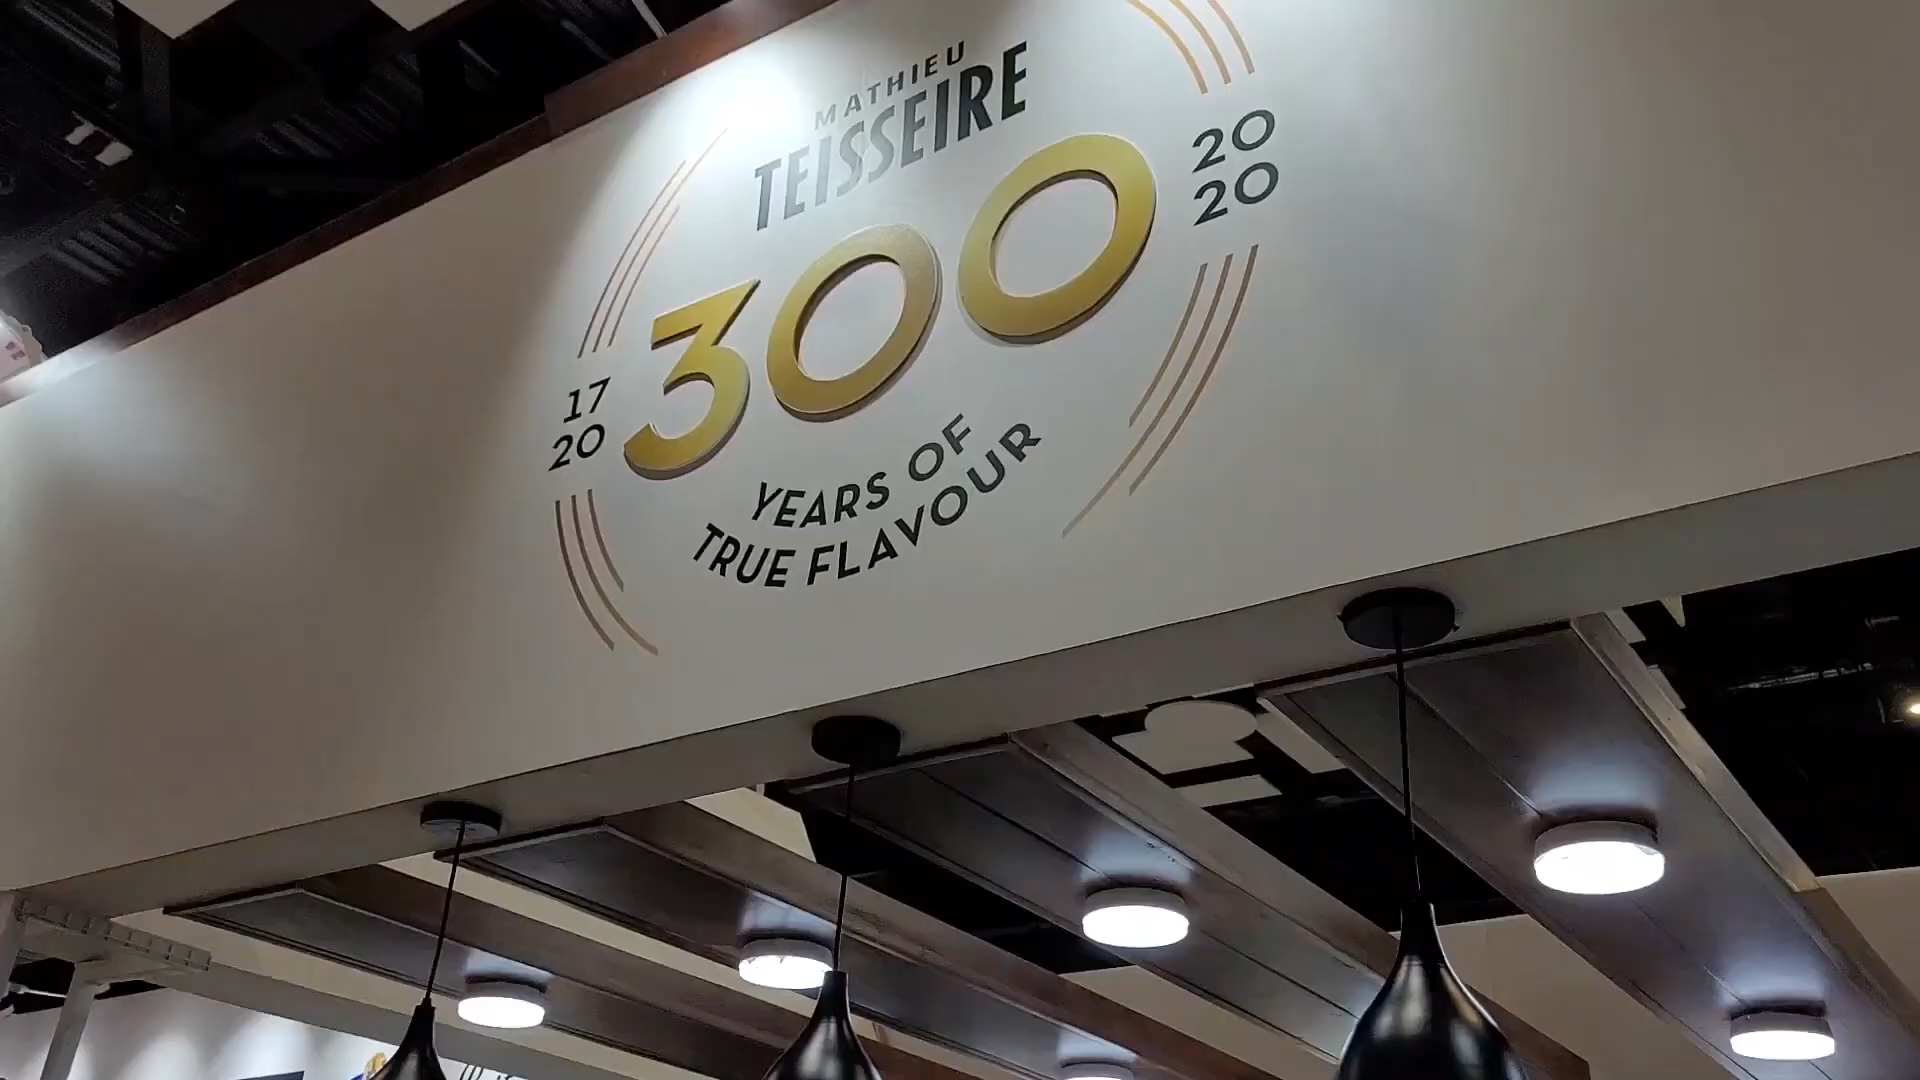 MATHIEU
TEISSEIRE
20
20
300
17
20
YEARS OF
TRUE FLAVOUR